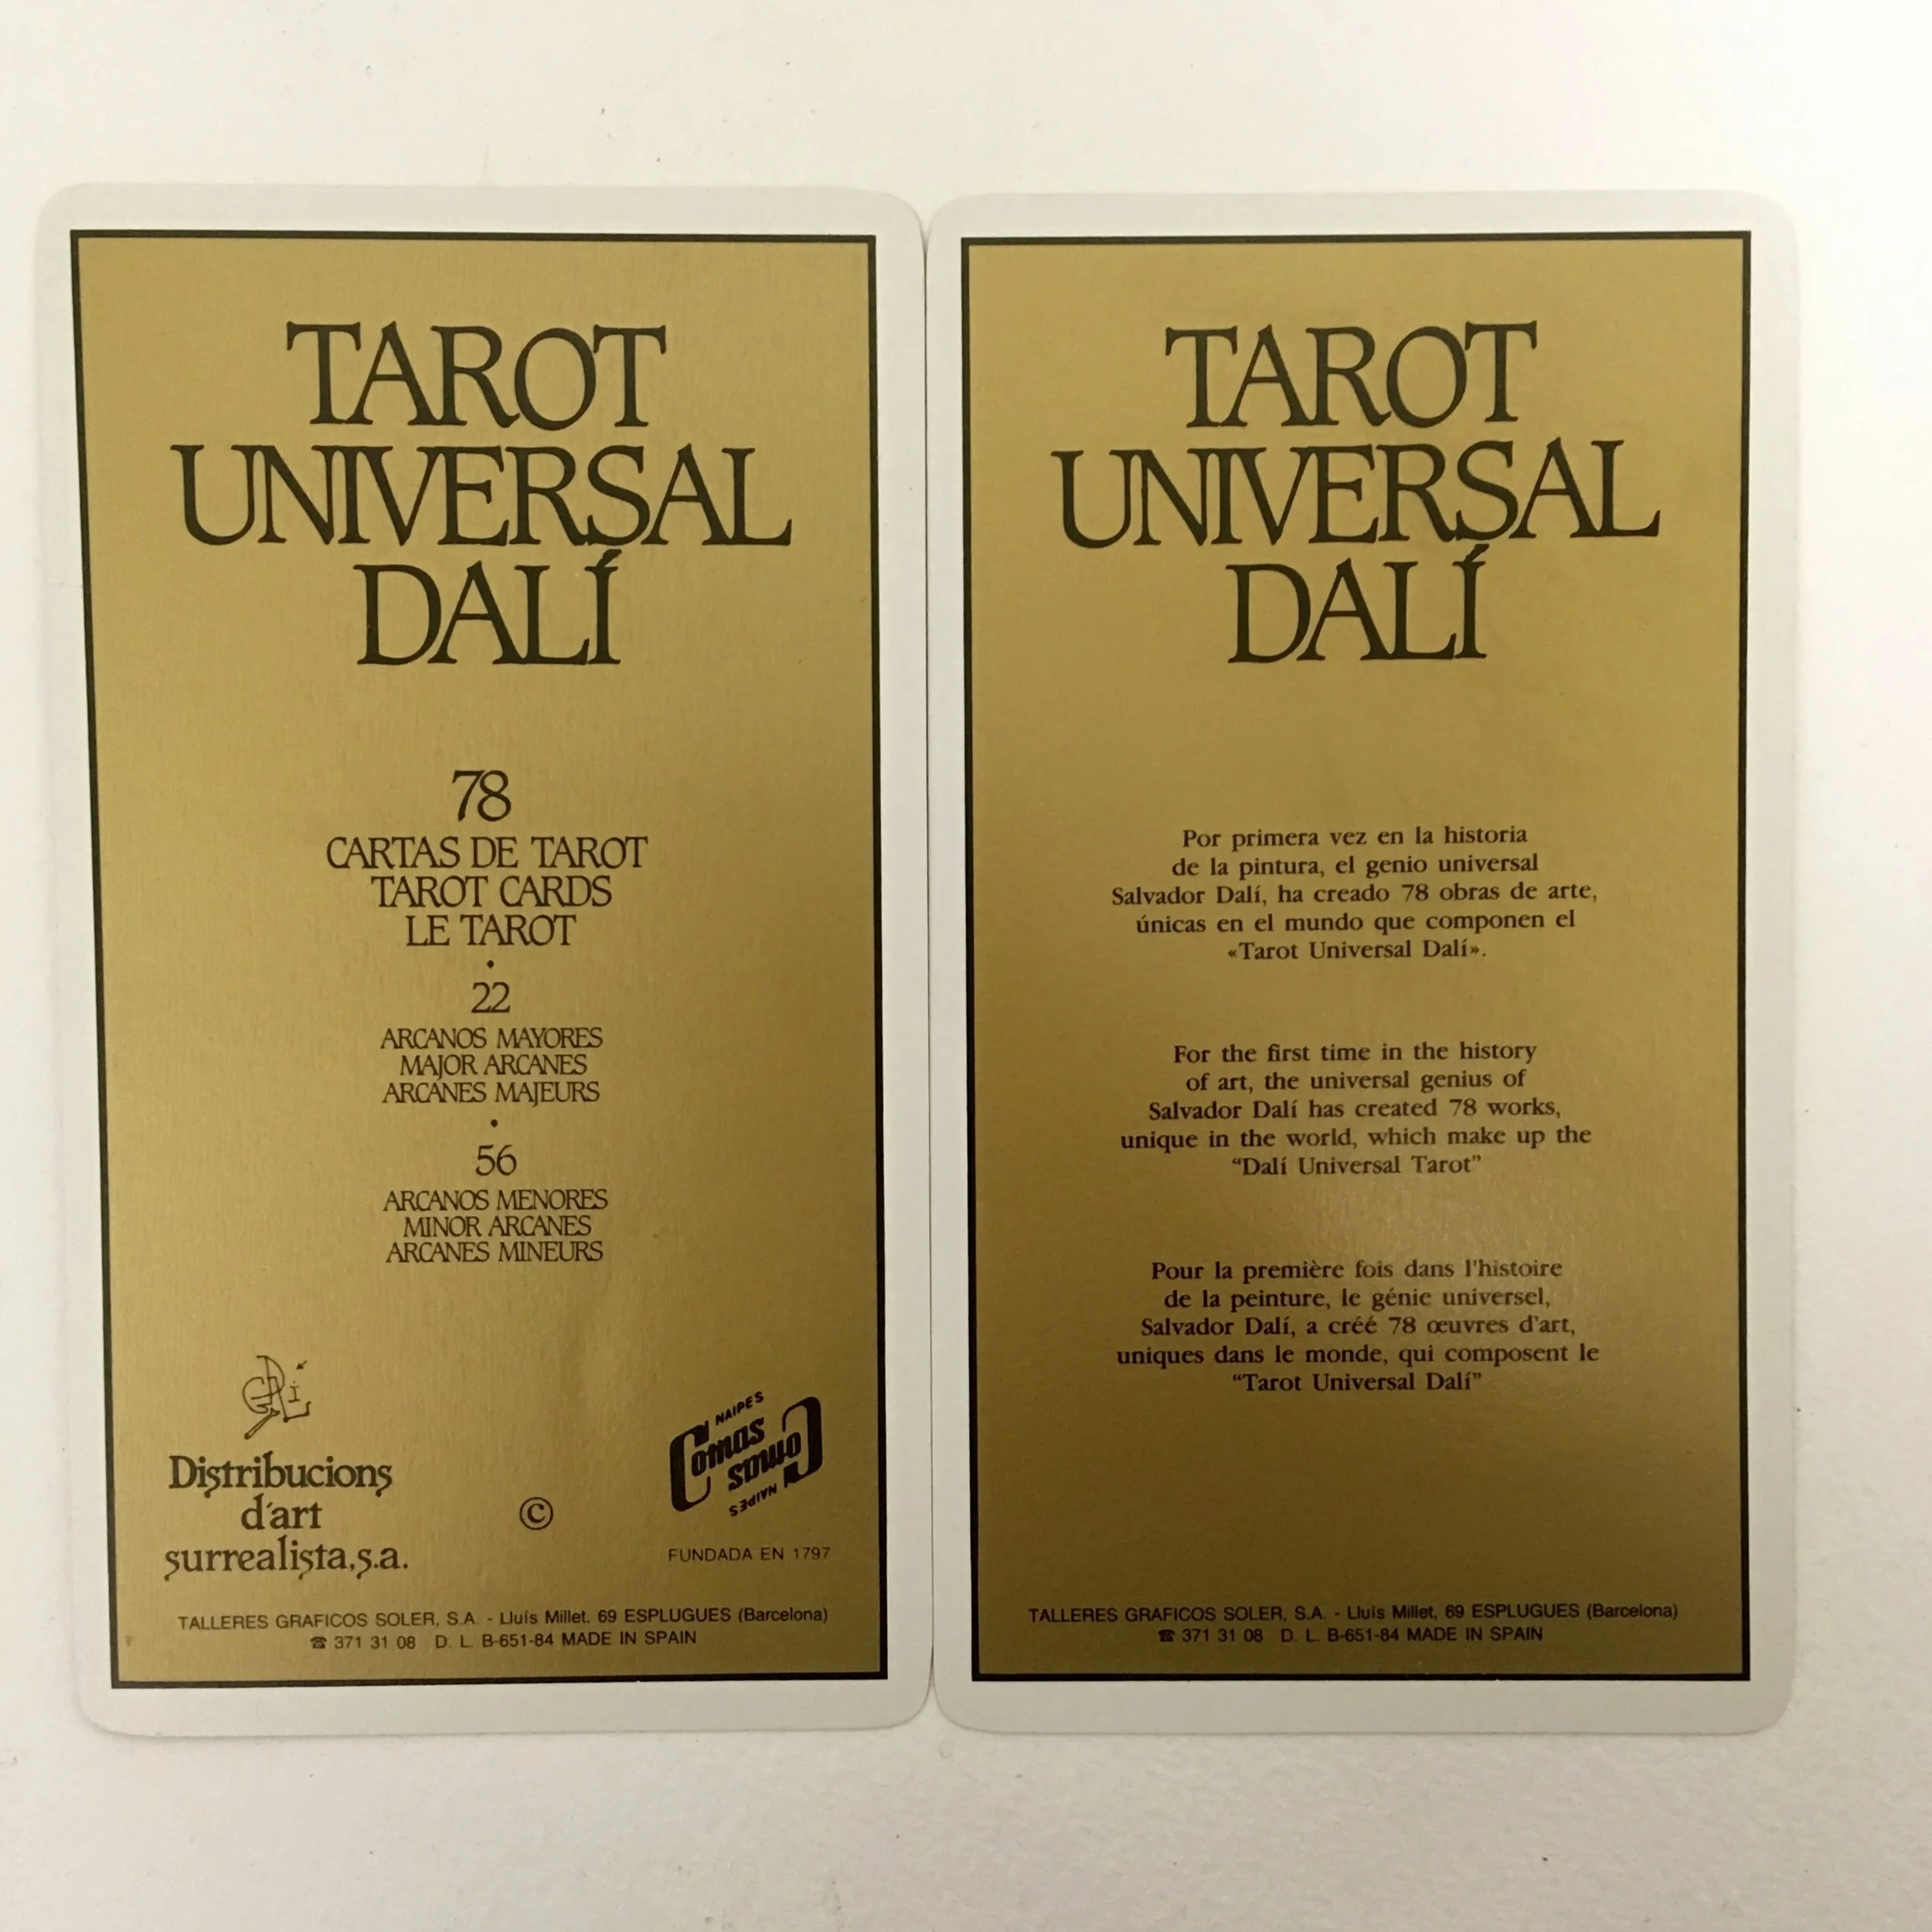 TAROT
UNIVERSAL
DALÍ
78
CARTAS DE TAROT
TAROT CARDS
LE TAROT
•
22
ARCANOS MAYORES
MAJOR ARCANES
ARCANES MAJEURS
•
56
ARCANOS MENORES
MINOR ARCANES
ARCANES MINEURS
Dalí
Distribucions
d'art
surrealista,s.a.
©
NAIPES
Comas
Comas
NAIPES
FUNDADA EN 1797
TALLERES GRAFICOS SOLER, S.A. - Lluís Millet, 69 ESPLUGUES (Barcelona)
☎ 371 31 08 D. L. B-651-84 MADE IN SPAIN
TAROT
UNIVERSAL
DALÍ
Por primera vez en la historia
de la pintura, el genio universal
Salvador Dalí, ha creado 78 obras de arte,
únicas en el mundo que componen el
«Tarot Universal Dalí».
For the first time in the history
of art, the universal genius of
Salvador Dalí has created 78 works,
unique in the world, which make up the
“Dalí Universal Tarot”
Pour la première fois dans l'histoire
de la peinture, le génie universel,
Salvador Dalí, a créé 78 œuvres d'art,
uniques dans le monde, qui composent le
“Tarot Universal Dalí”
TALLERES GRAFICOS SOLER, S.A. - Lluís Millet, 69 ESPLUGUES (Barcelona)
☎ 371 31 08 D. L. B-651-84 MADE IN SPAIN